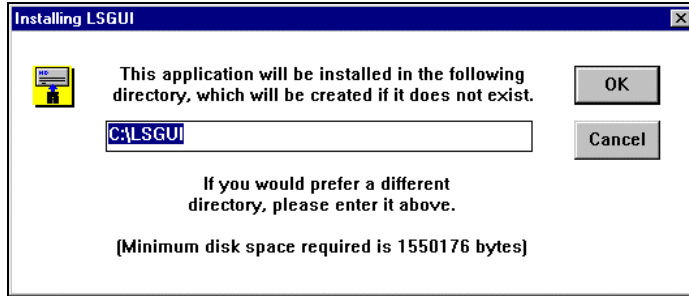 Installing LSGUI
This application will be installed in the following
directory, which will be created if it does not exist.
OK
C:\LSGUI
Cancel
If you would prefer a different
directory, please enter it above.
(Minimum disk space required is 1550176 bytes)